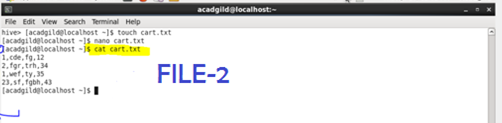 acadgild@localhost:~
File Edit View Search Terminal Help
hive> [acadgild@localhost ~]$ touch cart.txt
[acadgild@localhost ~]$ nano cart.txt
[acadgild@localhost ~]$ cat cart.txt
1,cde,fg,12
2,fgr,trh,34
1,wef,ty,35
23,sf,fgbh,43
[acadgild@localhost ~]$
FILE-2